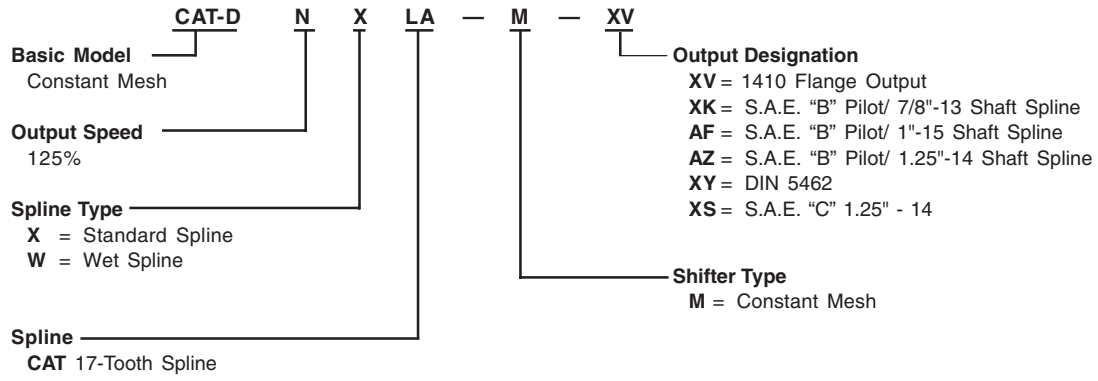 CAT-D N X LA — M — XV
Basic Model
Constant Mesh
Output Speed
125%
Spline Type
X = Standard Spline
W = Wet Spline
Spline
CAT 17-Tooth Spline
Output Designation
XV = 1410 Flange Output
XK = S.A.E. “B” Pilot/ 7/8"-13 Shaft Spline
AF = S.A.E. “B” Pilot/ 1"-15 Shaft Spline
AZ = S.A.E. “B” Pilot/ 1.25"-14 Shaft Spline
XY = DIN 5462
XS = S.A.E. “C” 1.25" - 14
Shifter Type
M = Constant Mesh